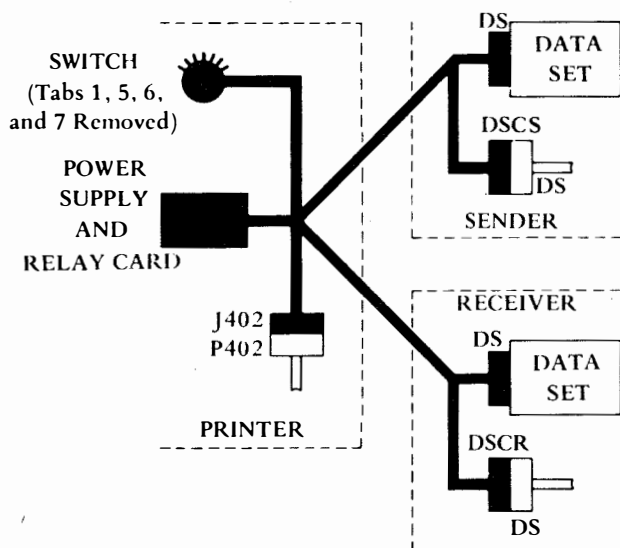 SWITCH
(Tabs 1, 5, 6,
and 7 Removed)
POWER
SUPPLY
AND
RELAY CARD
J402
P402
PRINTER
DS
DATA
SET
DSCS
DS
SENDER
RECEIVER
DS
DATA
SET
DSCR
DS